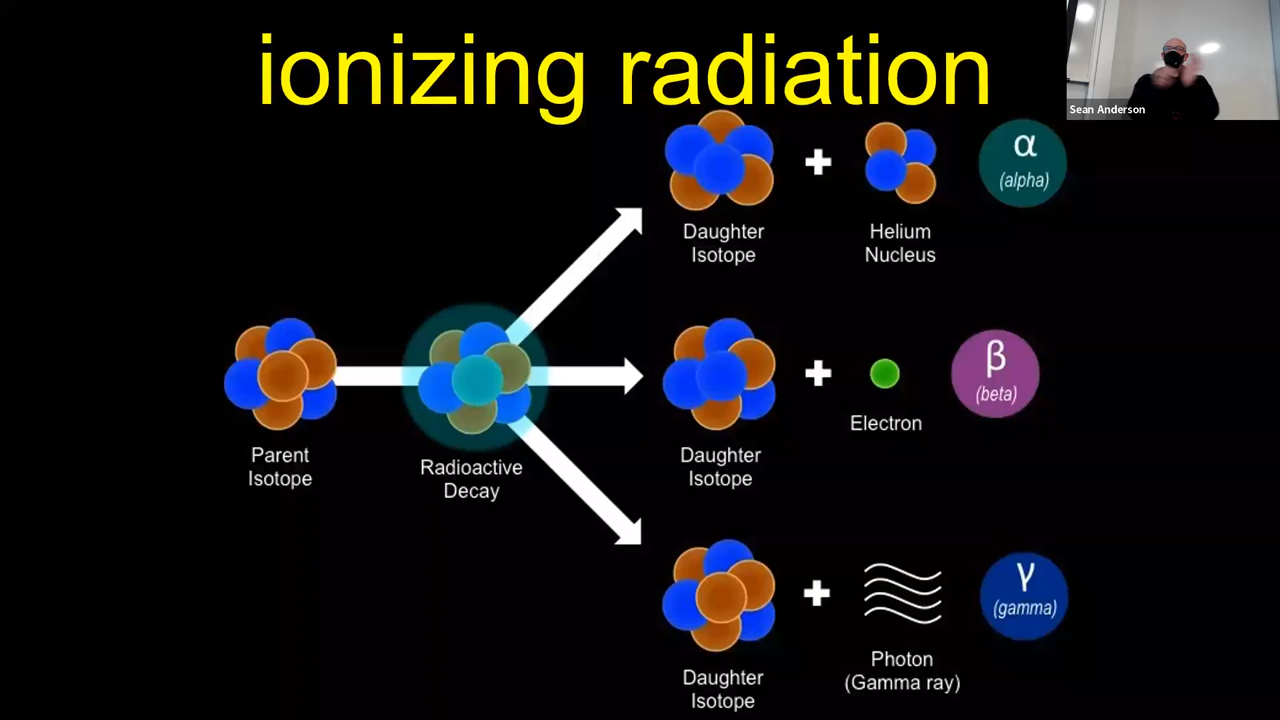 ionizing radiation
Sean Anderson
α
(alpha)
Daughter
Isotope
Helium
Nucleus
β
(beta)
Parent
Isotope
Radioactive
Decay
Daughter
Isotope
Electron
γ
(gamma)
Daughter
Isotope
Photon
(Gamma ray)